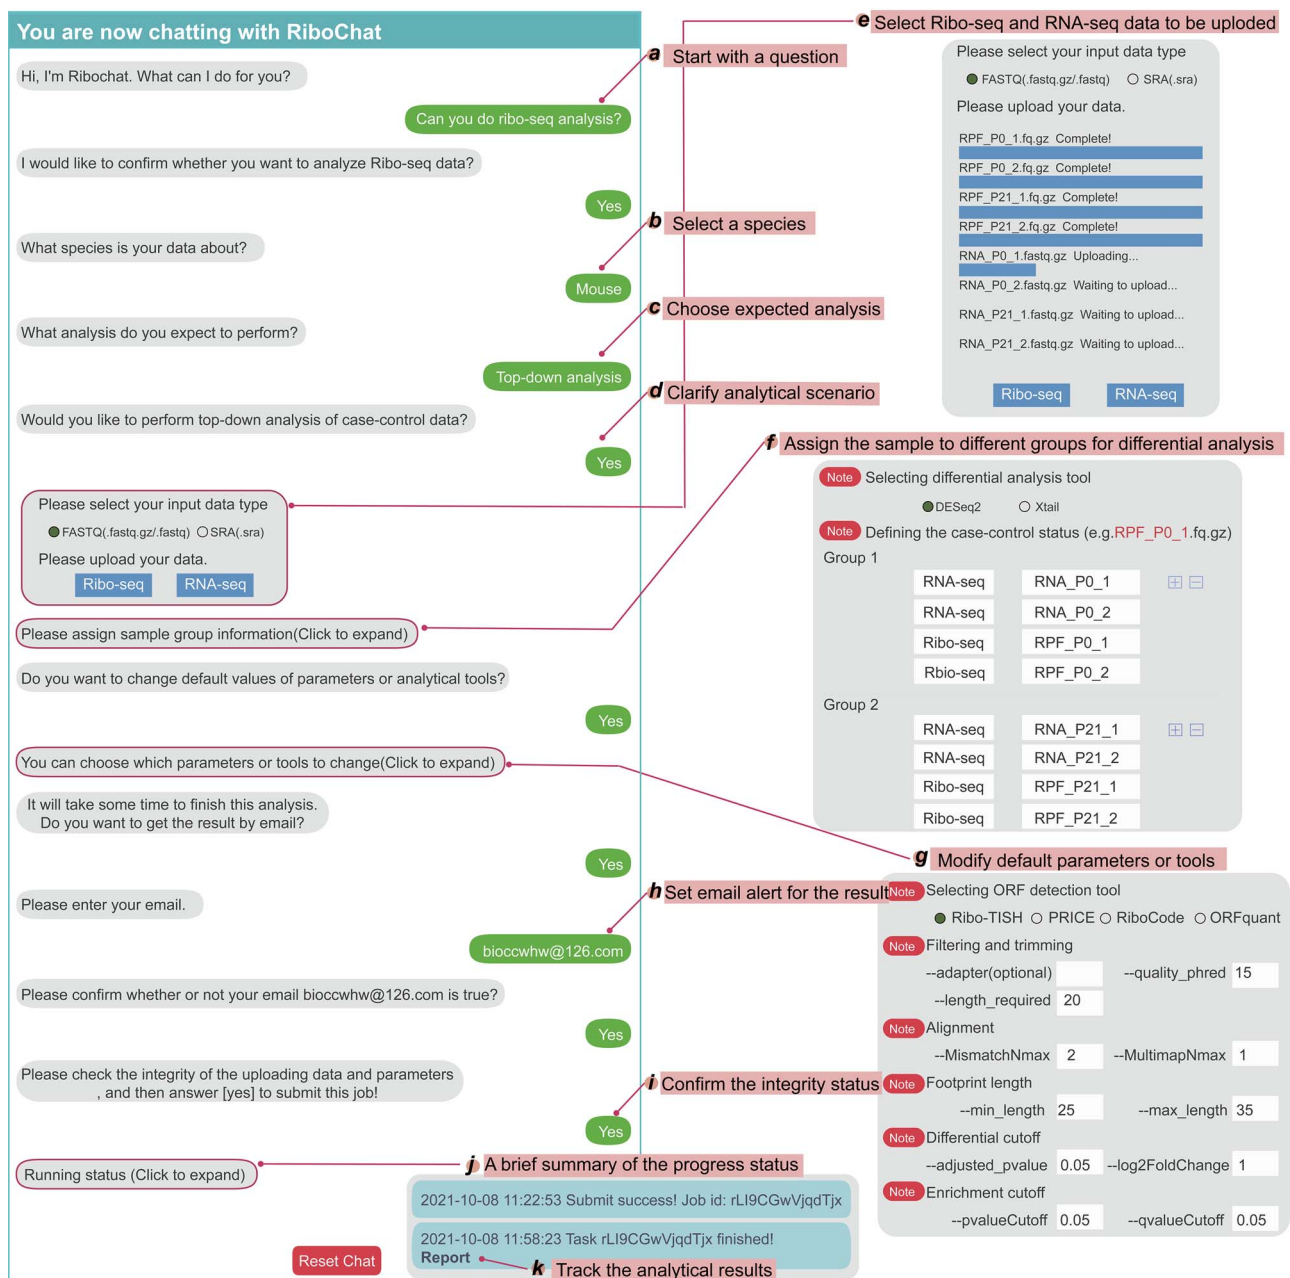 You are now chatting with RiboChat
Hi, I'm Ribochat. What can I do for you?
a Start with a question
Can you do ribo-seq analysis?
I would like to confirm whether you want to analyze Ribo-seq data?
Yes
b Select a species
What species is your data about?
Mouse
c Choose expected analysis
What analysis do you expect to perform?
Top-down analysis
d Clarify analytical scenario
Would you like to perform top-down analysis of case-control data?
Yes
Please select your input data type
FASTQ(.fastq.gz/.fastq) SRA(.sra)
Please upload your data.
Ribo-seq RNA-seq
Please assign sample group information(Click to expand)
Do you want to change default values of parameters or analytical tools?
Yes
You can choose which parameters or tools to change(Click to expand)
It will take some time to finish this analysis.
Do you want to get the result by email?
Yes
h Set email alert for the result
Please enter your email.
bioccwhw@126.com
Please confirm whether or not your email bioccwhw@126.com is true?
Yes
Please check the integrity of the uploading data and parameters
, and then answer [yes] to submit this job!
i Confirm the integrity status
Yes
Running status (Click to expand)
j A brief summary of the progress status
2021-10-08 11:22:53 Submit success! Job id: rLI9CGwVjqdTjx
2021-10-08 11:58:23 Task rLI9CGwVjqdTjx finished!
Report
k Track the analytical results
Reset Chat
e Select Ribo-seq and RNA-seq data to be uploded
Please select your input data type
FASTQ(.fastq.gz/.fastq) SRA(.sra)
Please upload your data.
RPF_P0_1.fq.gz Complete!
RPF_P0_2.fq.gz Complete!
RPF_P21_1.fq.gz Complete!
RPF_P21_2.fq.gz Complete!
RNA_P0_1.fastq.gz Uploading...
RNA_P0_2.fastq.gz Waiting to upload...
RNA_P21_1.fastq.gz Waiting to upload...
RNA_P21_2.fastq.gz Waiting to upload...
Ribo-seq RNA-seq
f Assign the sample to different groups for differential analysis
Note Selecting differential analysis tool
DESeq2 Xtail
Note Defining the case-control status (e.g.RPF_P0_1.fq.gz)
Group 1
RNA-seq RNA_P0_1
RNA-seq RNA_P0_2
Ribo-seq RPF_P0_1
Rbio-seq RPF_P0_2
Group 2
RNA-seq RNA_P21_1
RNA-seq RNA_P21_2
Ribo-seq RPF_P21_1
Ribo-seq RPF_P21_2
g Modify default parameters or tools
Note Selecting ORF detection tool
Ribo-TISH PRICE RiboCode ORFquant
Note Filtering and trimming
--adapter(optional) --quality_phred 15
--length_required 20
Note Alignment
--MismatchNmax 2 --MultimapNmax 1
Note Footprint length
--min_length 25 --max_length 35
Note Differential cutoff
--adjusted_pvalue 0.05 --log2FoldChange 1
Note Enrichment cutoff
--pvalueCutoff 0.05 --qvalueCutoff 0.05